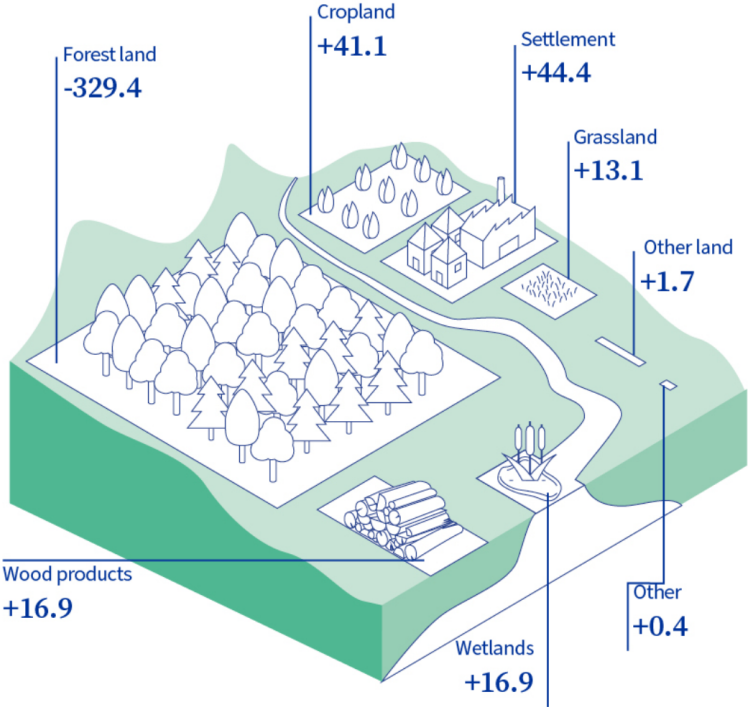 Cropland
+41.1
Settlement
+44.4
Forest land
-329.4
Grassland
+13.1
Other land
+1.7
Wood products
+16.9
Other
+0.4
Wetlands
+16.9